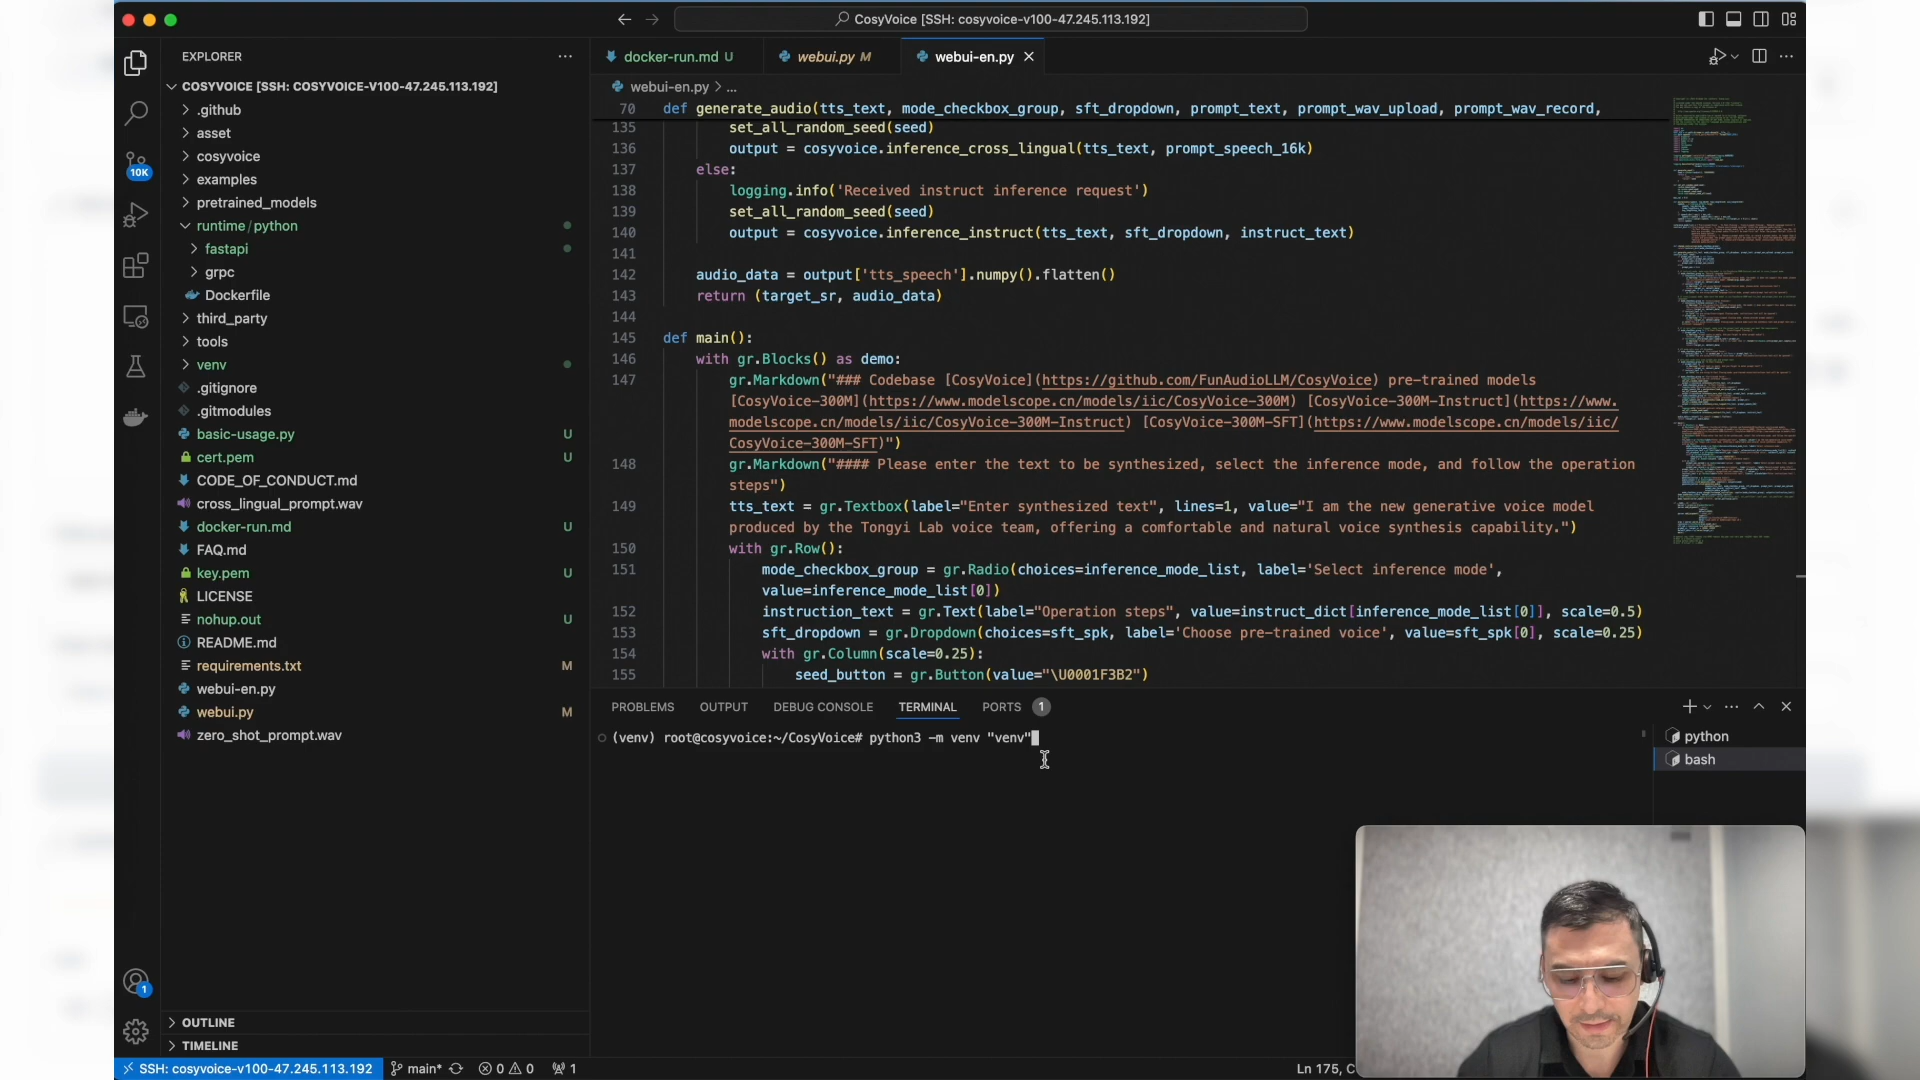 CosyVoice [SSH: cosyvoice-v100-47.245.113.192]
EXPLORER
COSYVOICE [SSH: COSYVOICE-V100-47.245.113.192]
.github
asset
cosyvoice
examples
pretrained_models
runtime/python
fastapi
grpc
Dockerfile
third_party
tools
venv
.gitignore
.gitmodules
basic-usage.py U
cert.pem U
CODE_OF_CONDUCT.md
cross_lingual_prompt.wav
docker-run.md U
FAQ.md
key.pem U
LICENSE
nohup.out U
README.md
requirements.txt M
webui-en.py
webui.py M
zero_shot_prompt.wav
OUTLINE
TIMELINE
10K
1
docker-run.md U
webui.py M
webui-en.py
webui-en.py > ...
70 def generate_audio(tts_text, mode_checkbox_group, sft_dropdown, prompt_text, prompt_wav_upload, prompt_wav_record,
135 set_all_random_seed(seed)
136 output = cosyvoice.inference_cross_lingual(tts_text, prompt_speech_16k)
137 else:
138 logging.info('Received instruct inference request')
139 set_all_random_seed(seed)
140 output = cosyvoice.inference_instruct(tts_text, sft_dropdown, instruct_text)
141
142 audio_data = output['tts_speech'].numpy().flatten()
143 return (target_sr, audio_data)
144
145 def main():
146 with gr.Blocks() as demo:
147 gr.Markdown("### Codebase [CosyVoice](https://github.com/FunAudioLLM/CosyVoice) pre-trained models
[CosyVoice-300M](https://www.modelscope.cn/models/iic/CosyVoice-300M) [CosyVoice-300M-Instruct](https://www.
modelscope.cn/models/iic/CosyVoice-300M-Instruct) [CosyVoice-300M-SFT](https://www.modelscope.cn/models/iic/
CosyVoice-300M-SFT)")
148 gr.Markdown("#### Please enter the text to be synthesized, select the inference mode, and follow the operation
steps")
149 tts_text = gr.Textbox(label="Enter synthesized text", lines=1, value="I am the new generative voice model
produced by the Tongyi Lab voice team, offering a comfortable and natural voice synthesis capability.")
150 with gr.Row():
151 mode_checkbox_group = gr.Radio(choices=inference_mode_list, label='Select inference mode',
value=inference_mode_list[0])
152 instruction_text = gr.Text(label="Operation steps", value=instruct_dict[inference_mode_list[0]], scale=0.5)
153 sft_dropdown = gr.Dropdown(choices=sft_spk, label='Choose pre-trained voice', value=sft_spk[0], scale=0.25)
154 with gr.Column(scale=0.25):
155 seed_button = gr.Button(value="\U0001F3B2")
PROBLEMS OUTPUT DEBUG CONSOLE TERMINAL PORTS 1
(venv) root@cosyvoice:~/CosyVoice# python3 -m venv "venv"
python
bash
SSH: cosyvoice-v100-47.245.113.192 main* 0 0 1
Ln 175, C